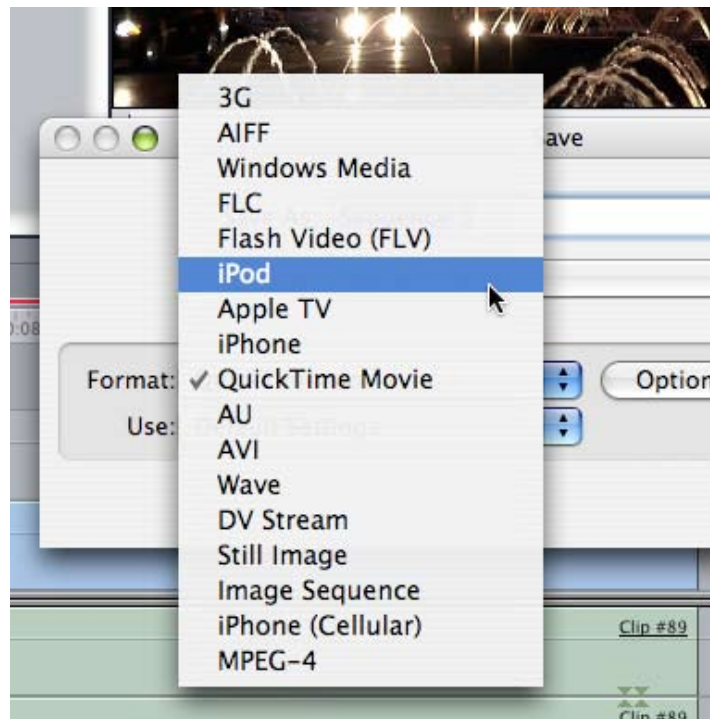 3G
AIFF
ave
Windows Media
FLC
Flash Video (FLV)
iPod
Apple TV
:08
iPhone
Format: ✓ QuickTime Movie Option
Use: AU
AVI
Wave
DV Stream
Still Image
Image Sequence
iPhone (Cellular)
Clip #89
MPEG-4
Clip #89